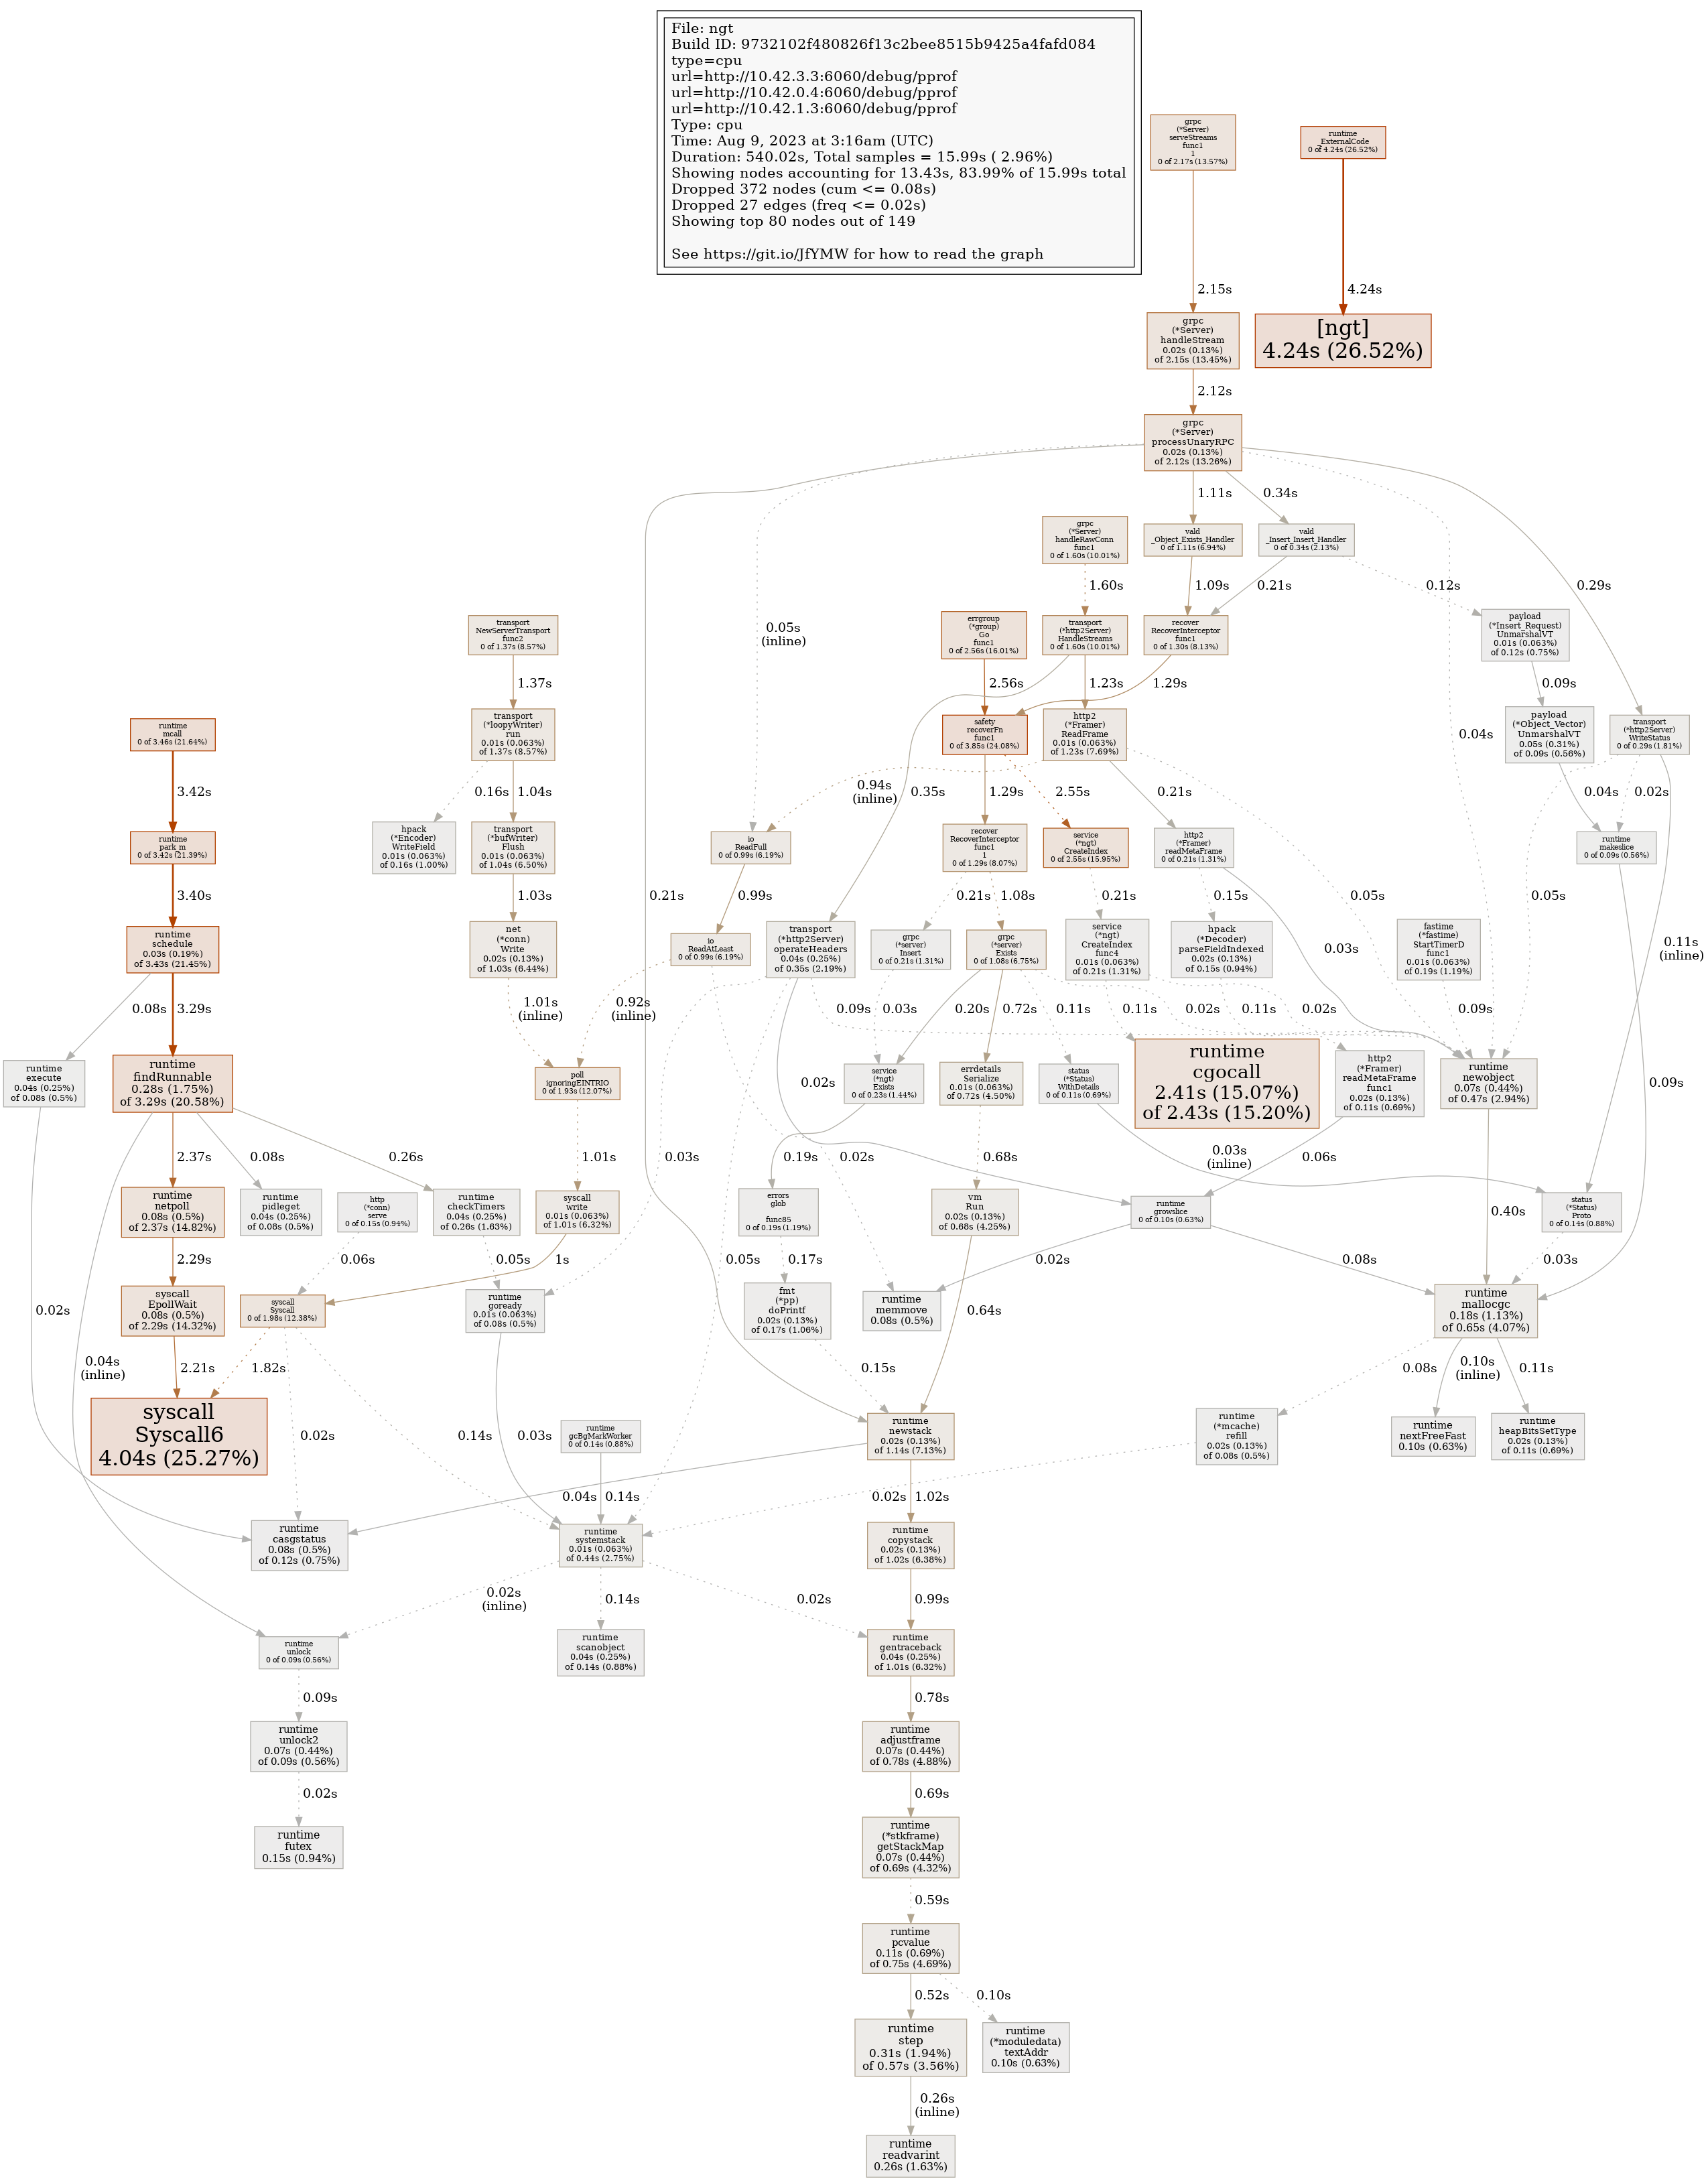 File: ngt
Build ID: 9732102f480826f13c2bee8515b9425a4fafd084
type=cpu
url=http://10.42.3.3:6060/debug/pprof
url=http://10.42.0.4:6060/debug/pprof
url=http://10.42.1.3:6060/debug/pprof
Type: cpu
Time: Aug 9, 2023 at 3:16am (UTC)
Duration: 540.02s, Total samples = 15.99s ( 2.96%)
Showing nodes accounting for 13.43s, 83.99% of 15.99s total
Dropped 372 nodes (cum <= 0.08s)
Dropped 27 edges (freq <= 0.02s)
Showing top 80 nodes out of 149
See https://git.io/JfYMW for how to read the graph
grpc
(*Server)
serveStreams
func1
1
0 of 2.17s (13.57%)
runtime
_ExternalCode
0 of 4.24s (26.52%)
2.15s
4.24s
grpc
(*Server)
handleStream
0.02s (0.13%)
of 2.15s (13.45%)
[ngt]
4.24s (26.52%)
2.12s
grpc
(*Server)
processUnaryRPC
0.02s (0.13%)
of 2.12s (13.26%)
1.11s
0.34s
grpc
(*Server)
handleRawConn
func1
0 of 1.60s (10.01%)
vald
_Object_Exists_Handler
0 of 1.11s (6.94%)
vald
_Insert_Insert_Handler
0 of 0.34s (2.13%)
1.60s
1.09s
0.21s
0.12s
0.29s
transport
NewServerTransport
func2
0 of 1.37s (8.57%)
0.05s
(inline)
errgroup
(*group)
Go
func1
0 of 2.56s (16.01%)
transport
(*http2Server)
HandleStreams
0 of 1.60s (10.01%)
recover
RecoverInterceptor
func1
0 of 1.30s (8.13%)
payload
(*Insert_Request)
UnmarshalVT
0.01s (0.063%)
of 0.12s (0.75%)
1.37s
2.56s
1.23s
1.29s
0.09s
runtime
mcall
0 of 3.46s (21.64%)
transport
(*loopyWriter)
run
0.01s (0.063%)
of 1.37s (8.57%)
safety
recoverFn
func1
0 of 3.85s (24.08%)
http2
(*Framer)
ReadFrame
0.01s (0.063%)
of 1.23s (7.69%)
0.04s
payload
(*Object_Vector)
UnmarshalVT
0.05s (0.31%)
of 0.09s (0.56%)
transport
(*http2Server)
WriteStatus
0 of 0.29s (1.81%)
3.42s
0.16s
1.04s
0.94s
(inline)
0.35s
1.29s
2.55s
0.21s
0.04s
0.02s
runtime
park_m
0 of 3.42s (21.39%)
hpack
(*Encoder)
WriteField
0.01s (0.063%)
of 0.16s (1.00%)
transport
(*bufWriter)
Flush
0.01s (0.063%)
of 1.04s (6.50%)
io
ReadFull
0 of 0.99s (6.19%)
recover
RecoverInterceptor
func1
1
0 of 1.29s (8.07%)
service
(*ngt)
CreateIndex
0 of 2.55s (15.95%)
http2
(*Framer)
readMetaFrame
0 of 0.21s (1.31%)
runtime
makeslice
0 of 0.09s (0.56%)
3.40s
1.03s
0.21s
0.99s
0.21s
1.08s
0.21s
0.15s
0.05s
0.05s
runtime
schedule
0.03s (0.19%)
of 3.43s (21.45%)
net
(*conn)
Write
0.02s (0.13%)
of 1.03s (6.44%)
io
ReadAtLeast
0 of 0.99s (6.19%)
transport
(*http2Server)
operateHeaders
0.04s (0.25%)
of 0.35s (2.19%)
grpc
(*server)
Insert
0 of 0.21s (1.31%)
grpc
(*server)
Exists
0 of 1.08s (6.75%)
service
(*ngt)
CreateIndex
func4
0.01s (0.063%)
of 0.21s (1.31%)
hpack
(*Decoder)
parseFieldIndexed
0.02s (0.13%)
of 0.15s (0.94%)
0.03s
fastime
(*fastime)
StartTimerD
func1
0.01s (0.063%)
of 0.19s (1.19%)
0.11s
(inline)
0.08s
3.29s
1.01s
(inline)
0.92s
(inline)
0.09s
0.03s
0.20s
0.72s
0.11s
0.11s
0.02s
0.11s
0.02s
0.09s
runtime
execute
0.04s (0.25%)
of 0.08s (0.5%)
runtime
findRunnable
0.28s (1.75%)
of 3.29s (20.58%)
poll
ignoringEINTRIO
0 of 1.93s (12.07%)
0.02s
service
(*ngt)
Exists
0 of 0.23s (1.44%)
errdetails
Serialize
0.01s (0.063%)
of 0.72s (4.50%)
status
(*Status)
WithDetails
0 of 0.11s (0.69%)
runtime
cgocall
2.41s (15.07%)
of 2.43s (15.20%)
http2
(*Framer)
readMetaFrame
func1
0.02s (0.13%)
of 0.11s (0.69%)
runtime
newobject
0.07s (0.44%)
of 0.47s (2.94%)
0.09s
2.37s
0.08s
0.26s
1.01s
0.03s
0.19s
0.02s
0.68s
0.03s
(inline)
0.06s
runtime
netpoll
0.08s (0.5%)
of 2.37s (14.82%)
runtime
pidleget
0.04s (0.25%)
of 0.08s (0.5%)
http
(*conn)
serve
0 of 0.15s (0.94%)
runtime
checkTimers
0.04s (0.25%)
of 0.26s (1.63%)
syscall
write
0.01s (0.063%)
of 1.01s (6.32%)
errors
glob

func85
0 of 0.19s (1.19%)
vm
Run
0.02s (0.13%)
of 0.68s (4.25%)
runtime
growslice
0 of 0.10s (0.63%)
0.40s
status
(*Status)
Proto
0 of 0.14s (0.88%)
2.29s
0.06s
0.05s
1s
0.05s
0.17s
0.02s
0.08s
0.03s
0.02s
syscall
EpollWait
0.08s (0.5%)
of 2.29s (14.32%)
syscall
Syscall
0 of 1.98s (12.38%)
runtime
goready
0.01s (0.063%)
of 0.08s (0.5%)
fmt
(*pp)
doPrintf
0.02s (0.13%)
of 0.17s (1.06%)
runtime
memmove
0.08s (0.5%)
0.64s
runtime
mallocgc
0.18s (1.13%)
of 0.65s (4.07%)
0.04s
(inline)
2.21s
1.82s
0.15s
0.08s
0.10s
(inline)
0.11s
syscall
Syscall6
4.04s (25.27%)
0.02s
0.14s
0.03s
runtime
gcBgMarkWorker
0 of 0.14s (0.88%)
runtime
newstack
0.02s (0.13%)
of 1.14s (7.13%)
runtime
(*mcache)
refill
0.02s (0.13%)
of 0.08s (0.5%)
runtime
nextFreeFast
0.10s (0.63%)
runtime
heapBitsSetType
0.02s (0.13%)
of 0.11s (0.69%)
0.04s
0.14s
0.02s
1.02s
runtime
casgstatus
0.08s (0.5%)
of 0.12s (0.75%)
runtime
systemstack
0.01s (0.063%)
of 0.44s (2.75%)
runtime
copystack
0.02s (0.13%)
of 1.02s (6.38%)
0.02s
(inline)
0.14s
0.02s
0.99s
runtime
unlock
0 of 0.09s (0.56%)
runtime
scanobject
0.04s (0.25%)
of 0.14s (0.88%)
runtime
gentraceback
0.04s (0.25%)
of 1.01s (6.32%)
0.09s
0.78s
runtime
unlock2
0.07s (0.44%)
of 0.09s (0.56%)
runtime
adjustframe
0.07s (0.44%)
of 0.78s (4.88%)
0.02s
0.69s
runtime
futex
0.15s (0.94%)
runtime
(*stkframe)
getStackMap
0.07s (0.44%)
of 0.69s (4.32%)
0.59s
runtime
pcvalue
0.11s (0.69%)
of 0.75s (4.69%)
0.52s
0.10s
runtime
step
0.31s (1.94%)
of 0.57s (3.56%)
runtime
(*moduledata)
textAddr
0.10s (0.63%)
0.26s
(inline)
runtime
readvarint
0.26s (1.63%)